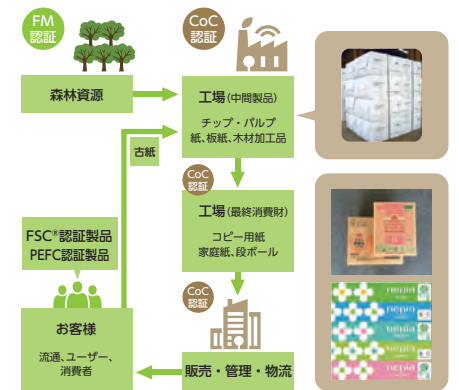 FM
認証
CoC
認証
森林資源
工場(中間製品)
チップ・パルプ
紙、板紙、木材加工品
古紙
CoC
認証
工場(最終消費財)
コピー用紙
家庭紙、段ボール
FSC®認証製品
PEFC認証製品
CoC
認証
お客様
流通、ユーザー、
消費者
販売・管理・物流
nepia
nepia
nepia
nepia
nepia